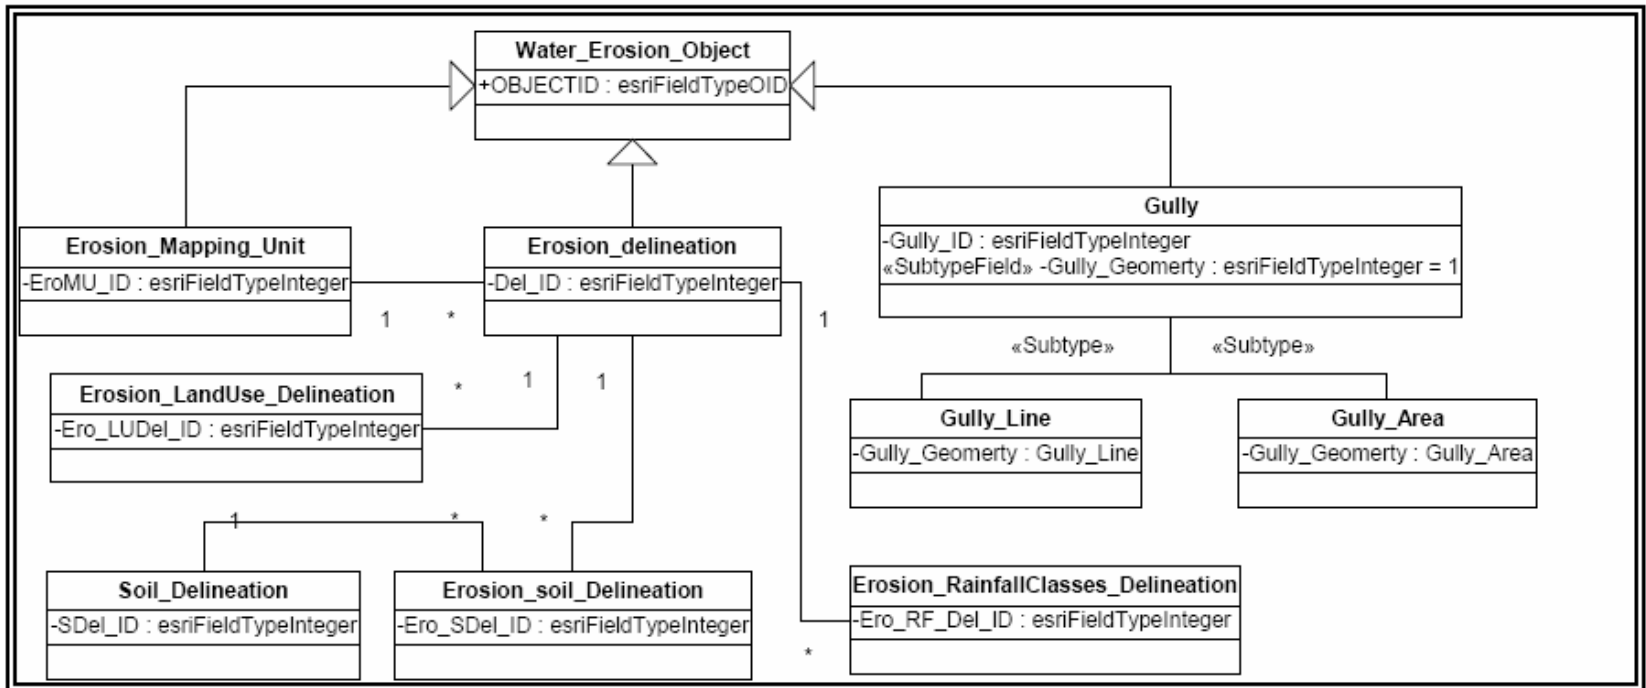 Water_Erosion_Object
+OBJECTID : esriFieldTypeOID
Gully
-Gully_ID : esriFieldTypeInteger
«SubtypeField» -Gully_Geomerty : esriFieldTypeInteger = 1
Erosion_Mapping_Unit
-EroMU_ID : esriFieldTypeInteger
1
*
Erosion_delineation
-Del_ID : esriFieldTypeInteger
1
«Subtype»
«Subtype»
Erosion_LandUse_Delineation
-Ero_LUDel_ID : esriFieldTypeInteger
*
1
1
Gully_Line
-Gully_Geomerty : Gully_Line
Gully_Area
-Gully_Geomerty : Gully_Area
1
*
*
Soil_Delineation
-SDel_ID : esriFieldTypeInteger
Erosion_soil_Delineation
-Ero_SDel_ID : esriFieldTypeInteger
Erosion_RainfallClasses_Delineation
-Ero_RF_Del_ID : esriFieldTypeInteger
*